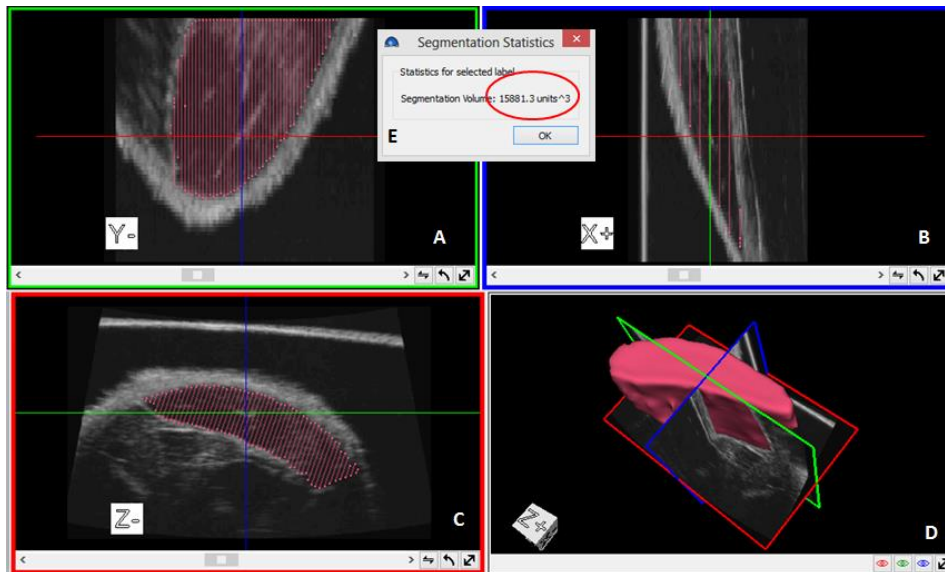 Segmentation Statistics
Statistics for selected label
Segmentation Volume: 15881.3 units^3
E
OK
Y-
A
X+
B
Z-
C
Z+
D